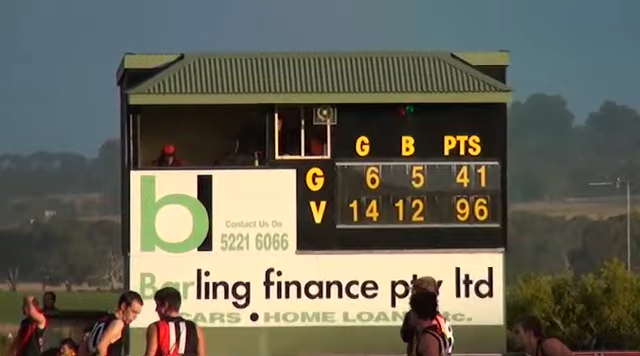 G B PTS
G 6 5 41
V 14 12 96
bl
Contact Us On
5221 6066
Barling finance pty ltd
CARS • HOME LOANS